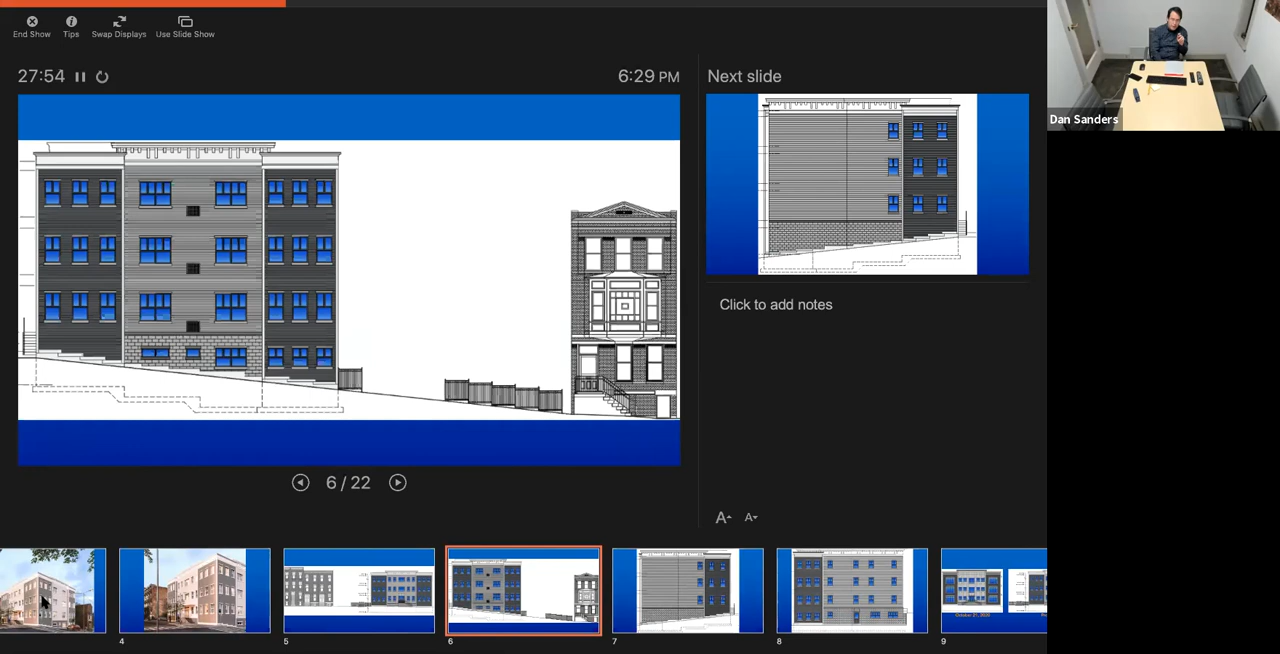 End Show
Tips
Swap Displays
Use Slide Show
27:54
6:29 PM
Next slide
Dan Sanders
Click to add notes
6 / 22
A A
4
5
6
7
8
9